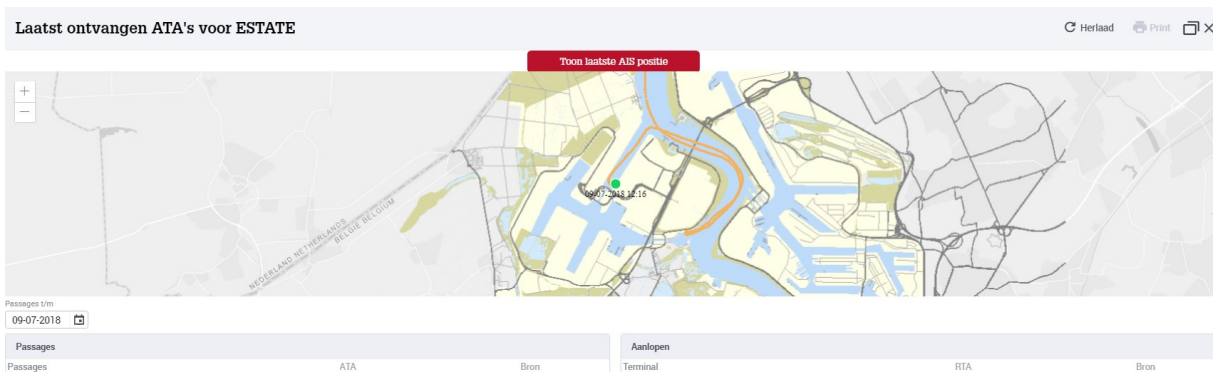 Laatst ontvangen ATA's voor ESTATE
Herlaad Print
Toon laatste AIS positie
+
−
09-07-2018 12:16
NEDERLAND NETHERLANDS
BELGIË BELGIUM
Passages t/m
09-07-2018
Passages
Aanlopen
Passages ATA Bron
Terminal RTA Bron